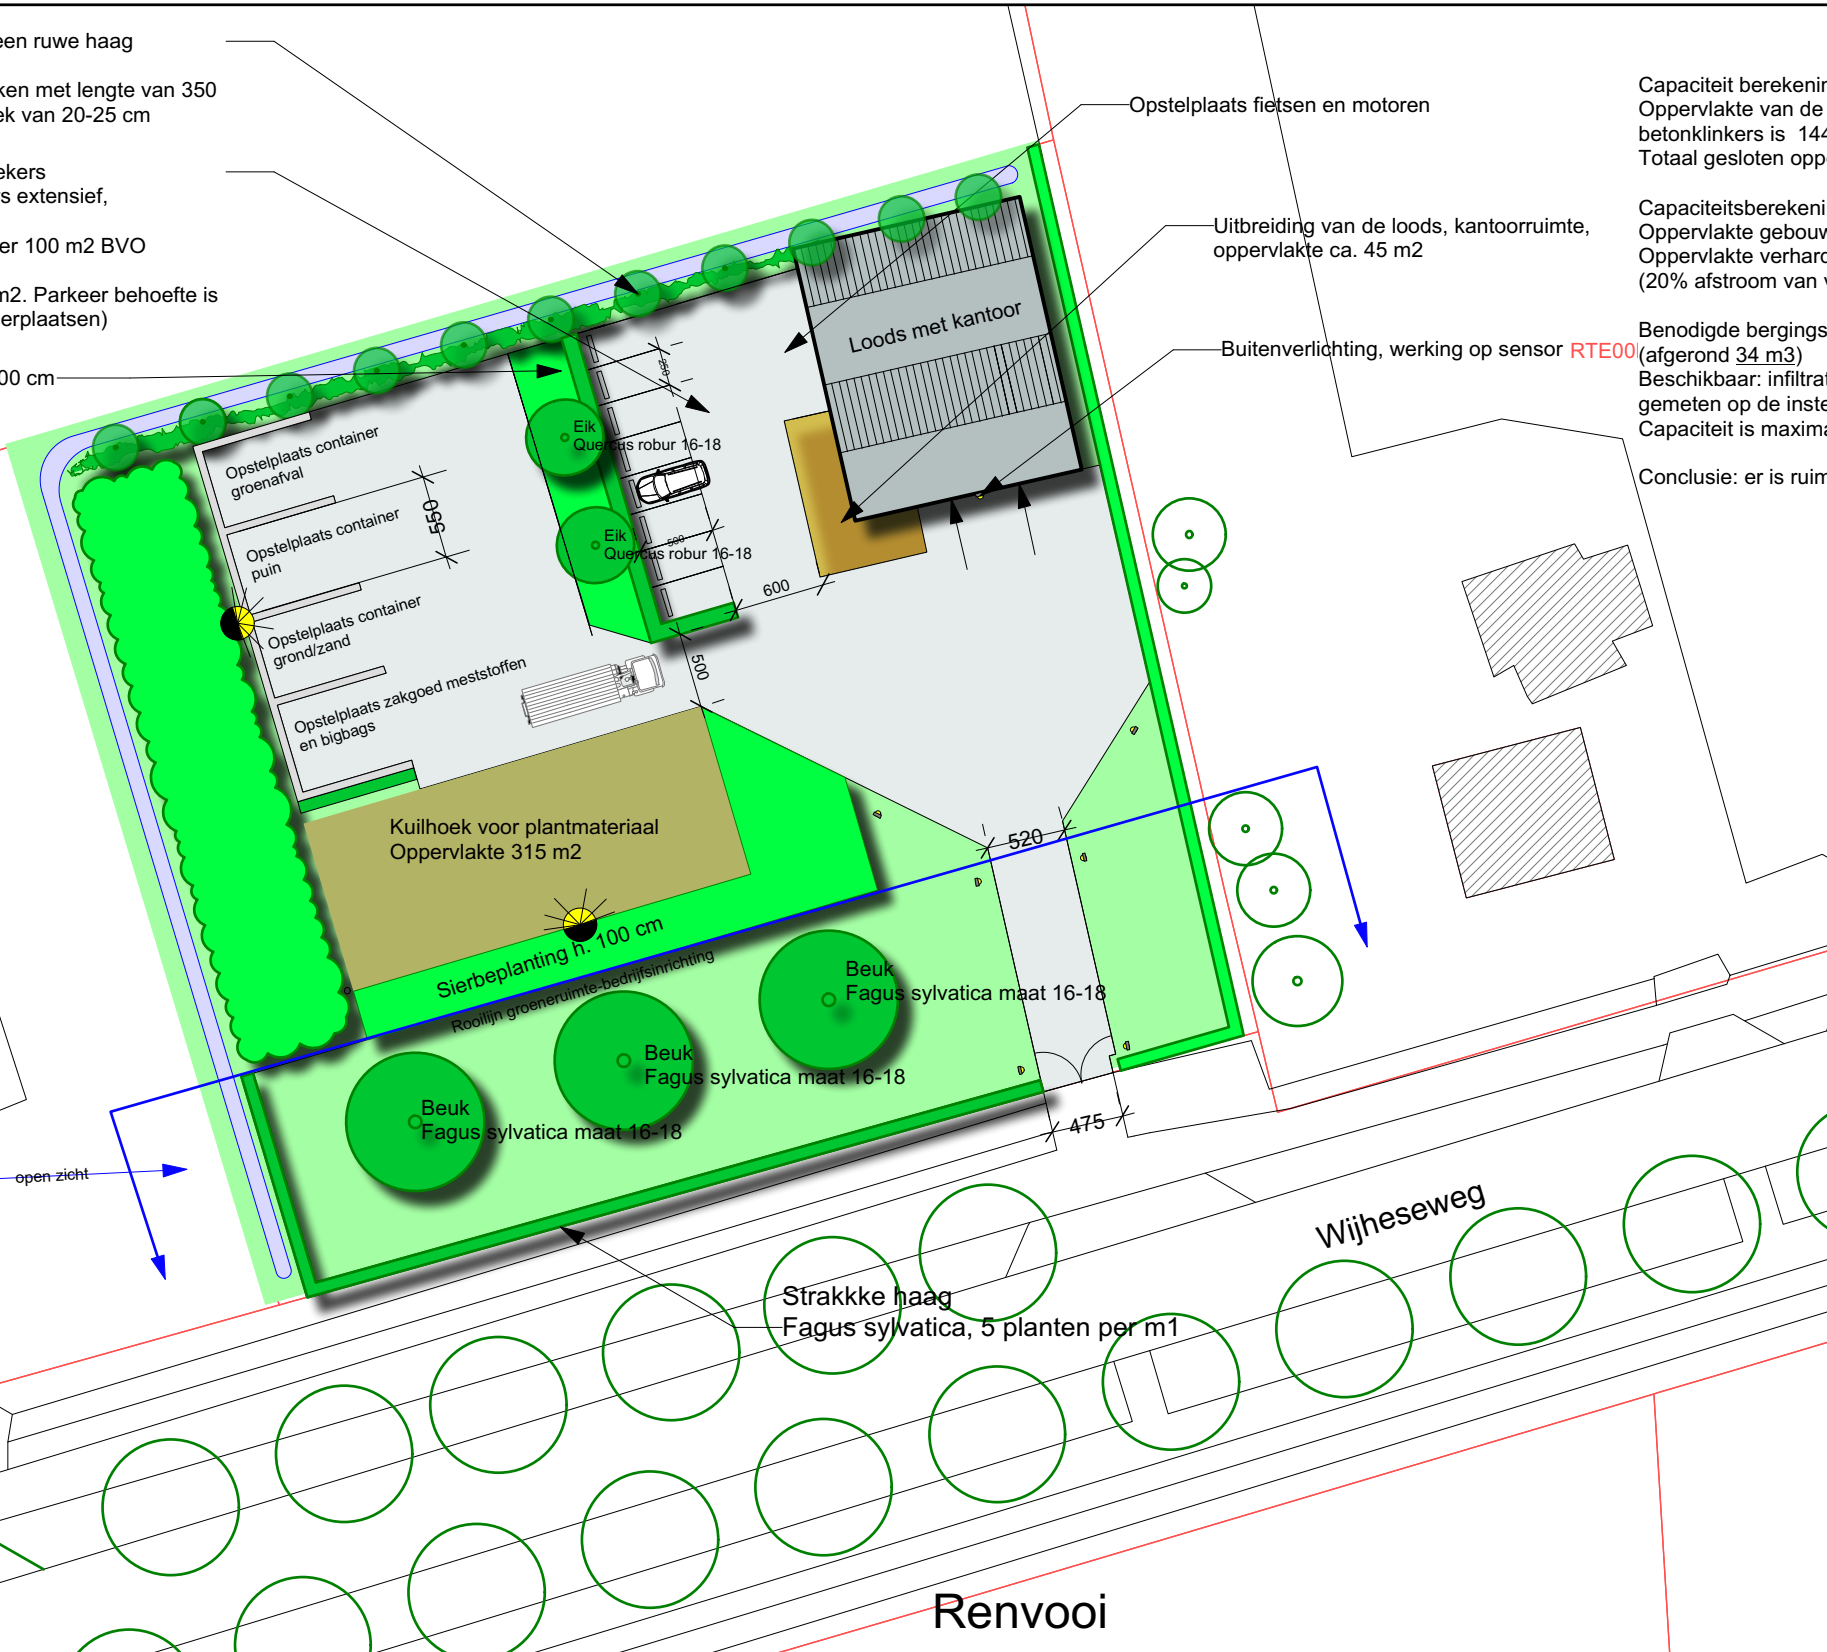 een ruwe haag
ken met lengte van 350
ek van 20-25 cm
ekers
rs extensief,
er 100 m2 BVO
m2. Parkeer behoefte is
erplaatsen)
00 cm
Opstelplaats fietsen en motoren
Uitbreiding van de loods, kantoorruimte,
oppervlakte ca. 45 m2
Buitenverlichting, werking op sensor
RTE00
Capaciteit berekenin
Oppervlakte van de
betonklinkers is 144
Totaal gesloten oppe
Capaciteitsberekeni
Oppervlakte gebouw
Oppervlakte verhard
(20% afstroom van v
Benodigde bergings
(afgerond 34 m3)
Beschikbaar: infiltrat
gemeten op de inste
Capaciteit is maxima
Conclusie: er is ruim
Loods met kantoor
250
Eik
Quercus robur 16-18
Eik
Quercus robur 16-18
500
600
500
550
Opstelplaats container
groenafval
Opstelplaats container
puin
Opstelplaats container
grond/zand
Opstelplaats zakgoed meststoffen
en bigbags
Kuilhoek voor plantmateriaal
Oppervlakte 315 m2
Sierbeplanting h. 100 cm
Rooilijn groeneruimte-bedrijfsinrichting
520
Beuk
Fagus sylvatica maat 16-18
Beuk
Fagus sylvatica maat 16-18
Beuk
Fagus sylvatica maat 16-18
475
open zicht
Wijheseweg
Strakkke haag
Fagus sylvatica, 5 planten per m1
Renvooi